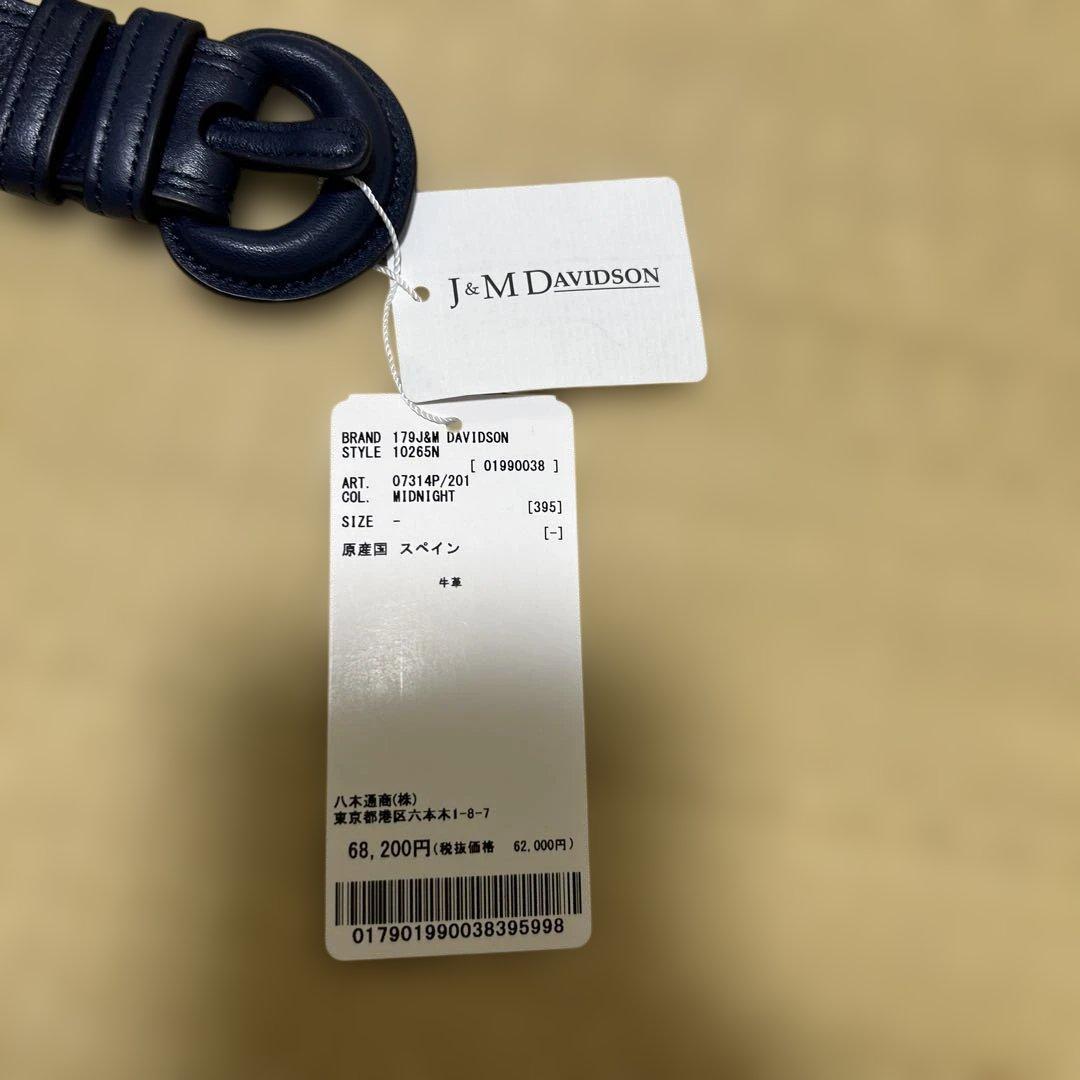 J&M DAVIDSON
BRAND 179J&M DAVIDSON
STYLE 10265N
[ 01990038 ]
ART. 07314P/201
COL. MIDNIGHT
[395]
SIZE -
[-]
原産国 スペイン
牛革
八木通商(株)
東京都港区六本木1-8-7
68,200円(税抜価格 62,000円)
017901990038395998